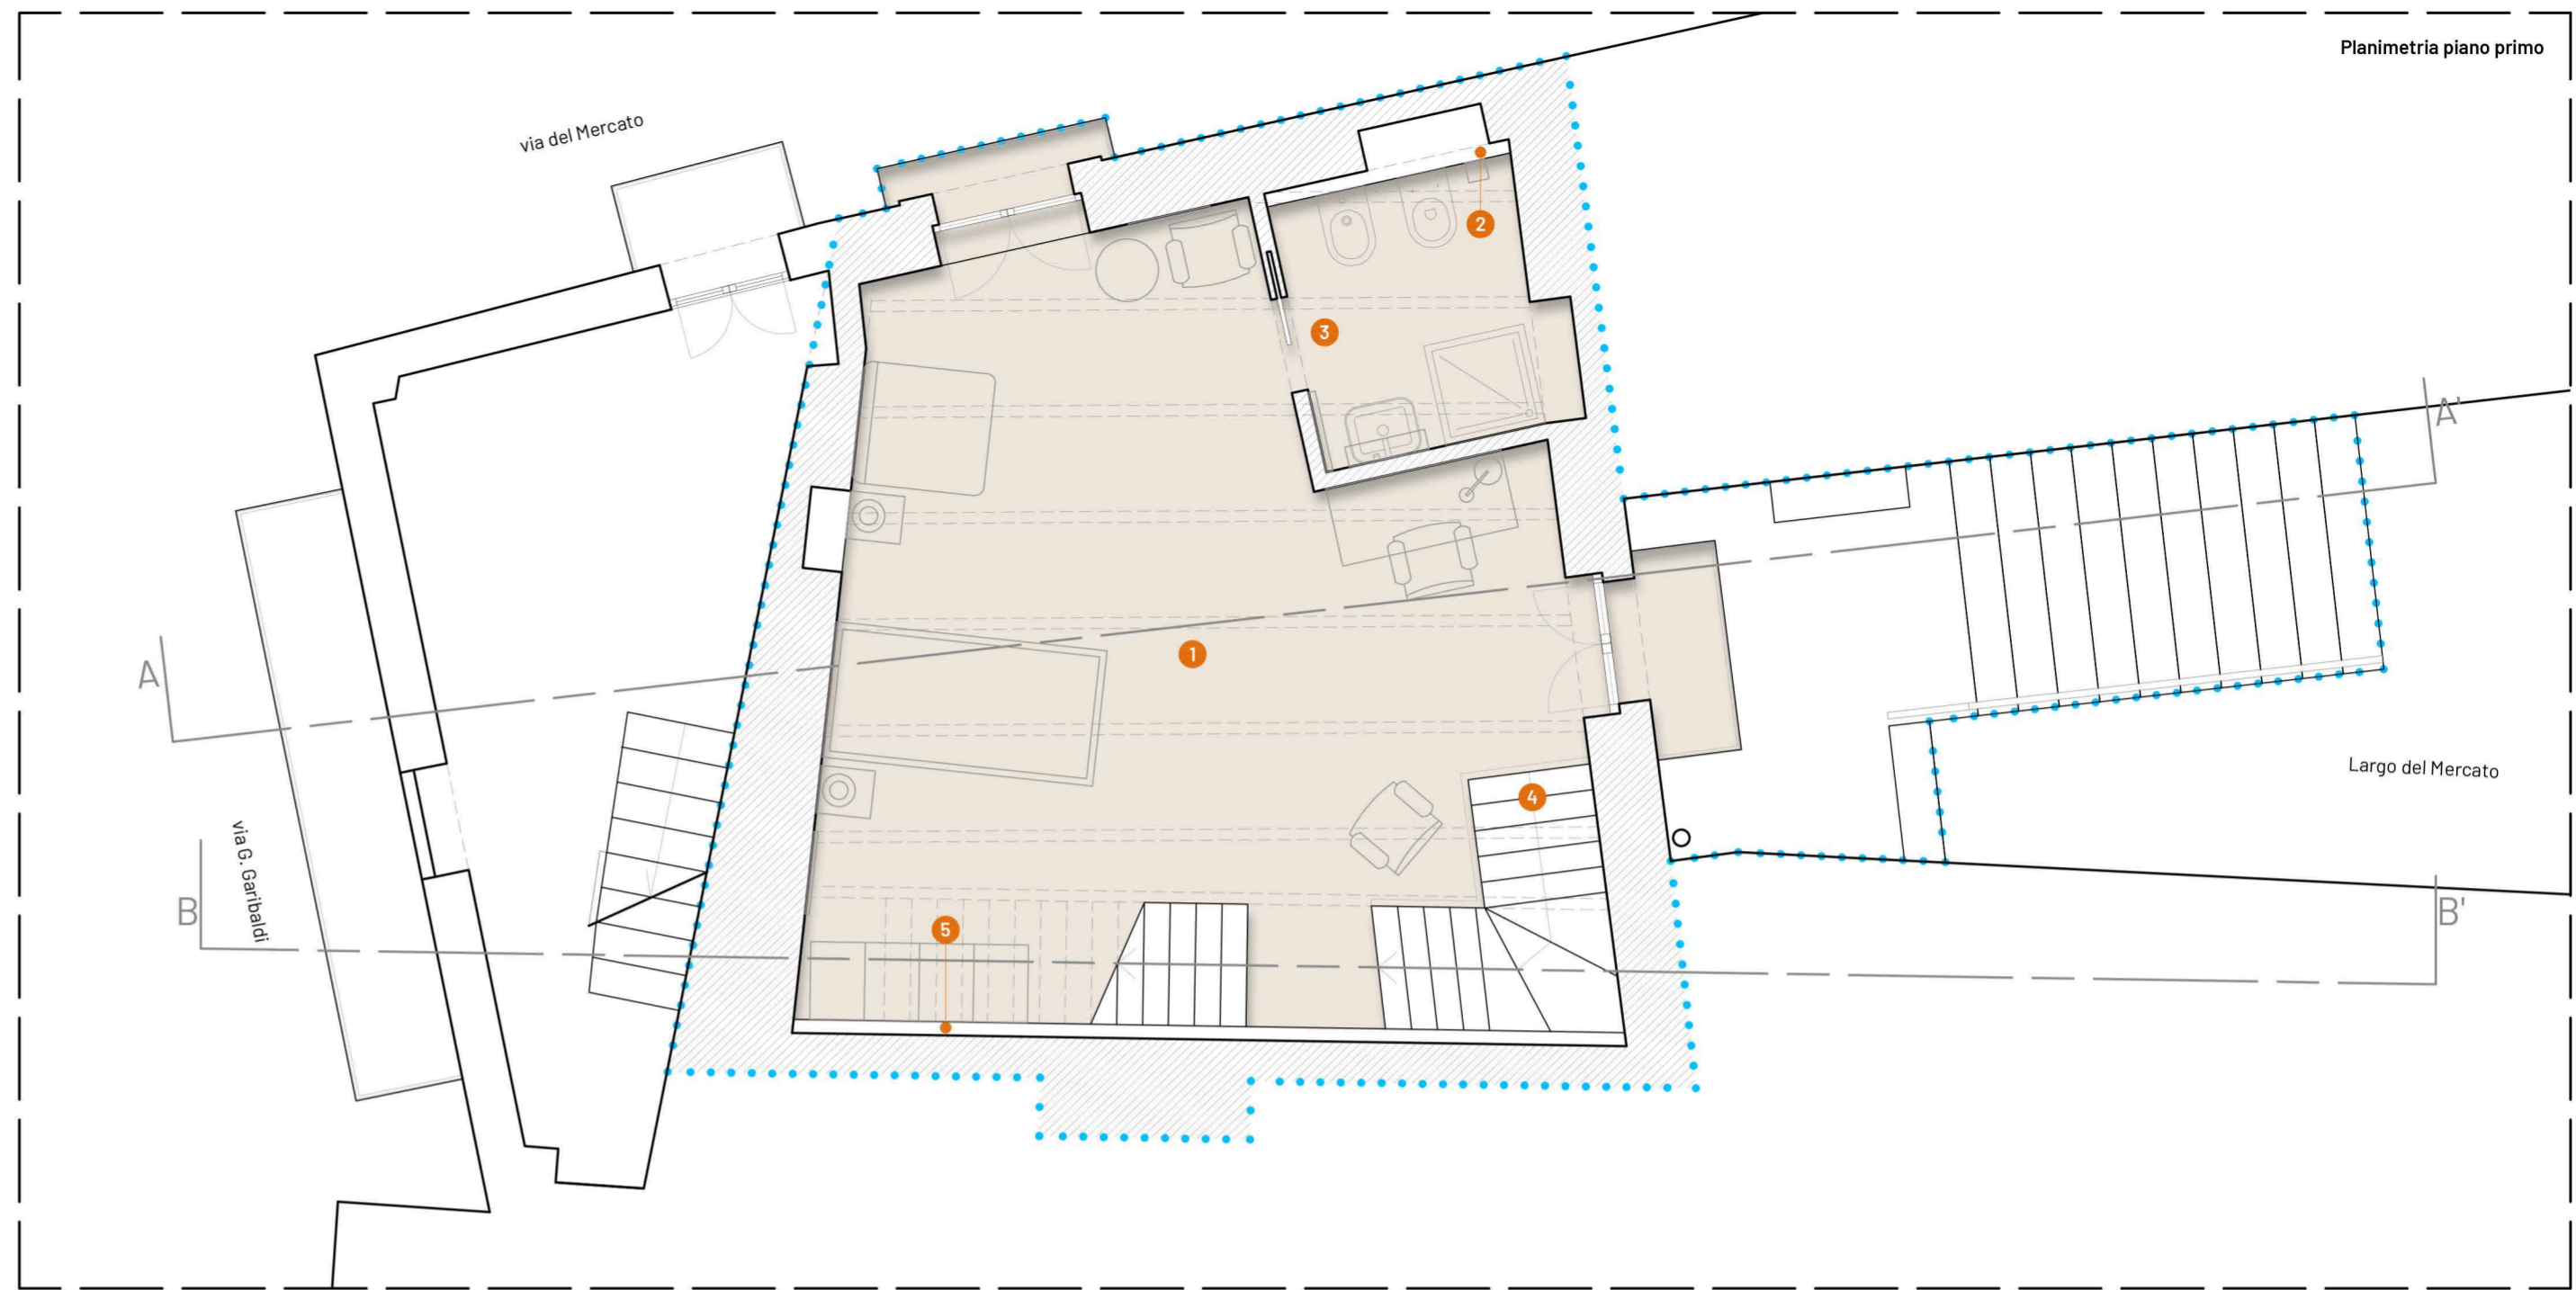 Planimetria piano primo
via del Mercato
2
3
A'
1
A
Largo del Mercato
4
via G. Garibaldi
B
B'
5